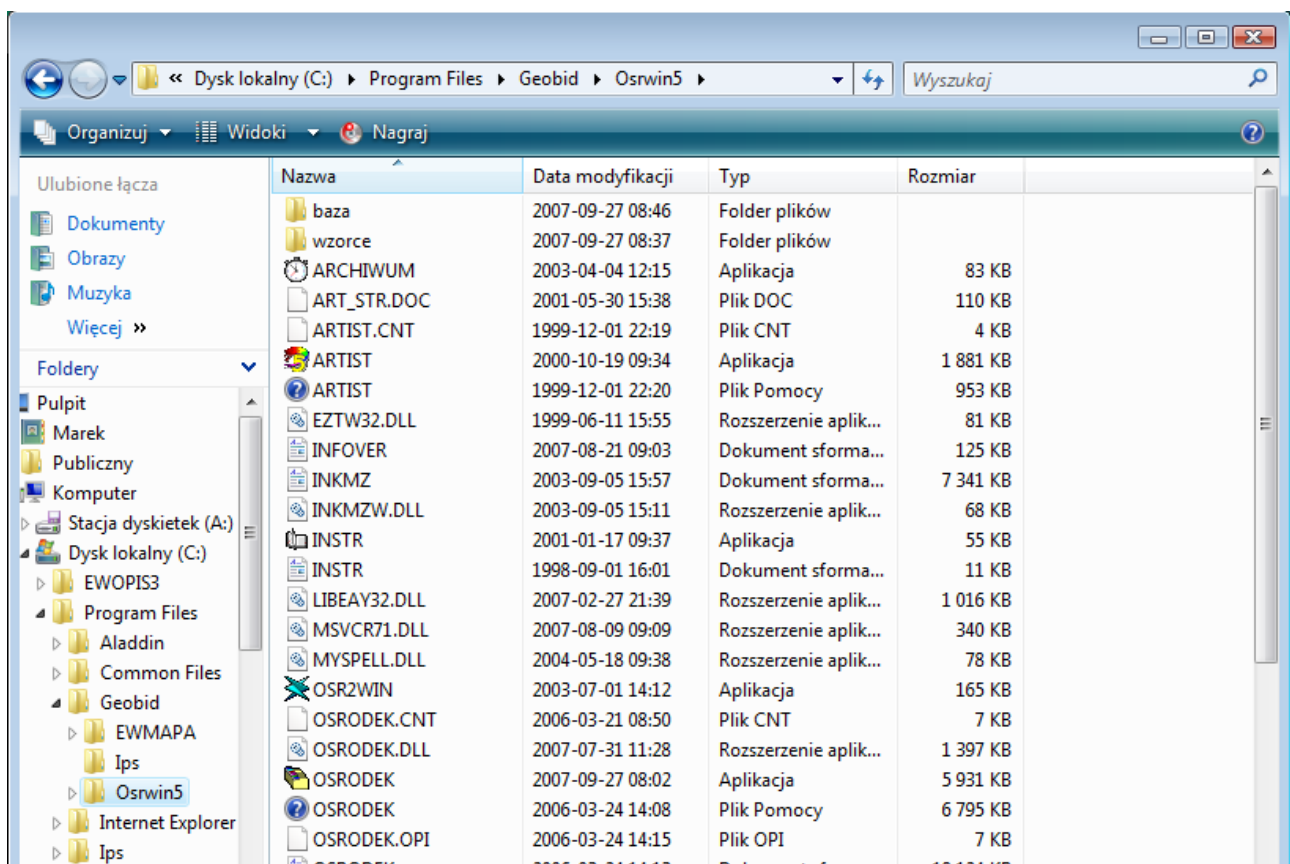 « Dysk lokalny (C:) Program Files Geobid Osrwin5 Wyszukaj
Organizuj Widoki Nagraj
Ulubione łącza
Dokumenty
Obrazy
Muzyka
Więcej »
Foldery
Pulpit
Marek
Publiczny
Komputer
Stacja dyskietek (A:)
Dysk lokalny (C:)
EWOPIS3
Program Files
Aladdin
Common Files
Geobid
EWMAPA
Ips
Osrwin5
Internet Explorer
Ips
Nazwa Data modyfikacji Typ Rozmiar
baza 2007-09-27 08:46 Folder plików
wzorce 2007-09-27 08:37 Folder plików
ARCHIWUM 2003-04-04 12:15 Aplikacja 83 KB
ART_STR.DOC 2001-05-30 15:38 Plik DOC 110 KB
ARTIST.CNT 1999-12-01 22:19 Plik CNT 4 KB
ARTIST 2000-10-19 09:34 Aplikacja 1 881 KB
ARTIST 1999-12-01 22:20 Plik Pomocy 953 KB
EZTW32.DLL 1999-06-11 15:55 Rozszerzenie aplik... 81 KB
INFOVER 2007-08-21 09:03 Dokument sforma... 125 KB
INKMZ 2003-09-05 15:57 Dokument sforma... 7 341 KB
INKMZW.DLL 2003-09-05 15:11 Rozszerzenie aplik... 68 KB
INSTR 2001-01-17 09:37 Aplikacja 55 KB
INSTR 1998-09-01 16:01 Dokument sforma... 11 KB
LIBEAY32.DLL 2007-02-27 21:39 Rozszerzenie aplik... 1 016 KB
MSVCR71.DLL 2007-08-09 09:09 Rozszerzenie aplik... 340 KB
MYSPELL.DLL 2004-05-18 09:38 Rozszerzenie aplik... 78 KB
OSR2WIN 2003-07-01 14:12 Aplikacja 165 KB
OSRODEK.CNT 2006-03-21 08:50 Plik CNT 7 KB
OSRODEK.DLL 2007-07-31 11:28 Rozszerzenie aplik... 1 397 KB
OSRODEK 2007-09-27 08:02 Aplikacja 5 931 KB
OSRODEK 2006-03-24 14:08 Plik Pomocy 6 795 KB
OSRODEK.OPI 2006-03-24 14:15 Plik OPI 7 KB